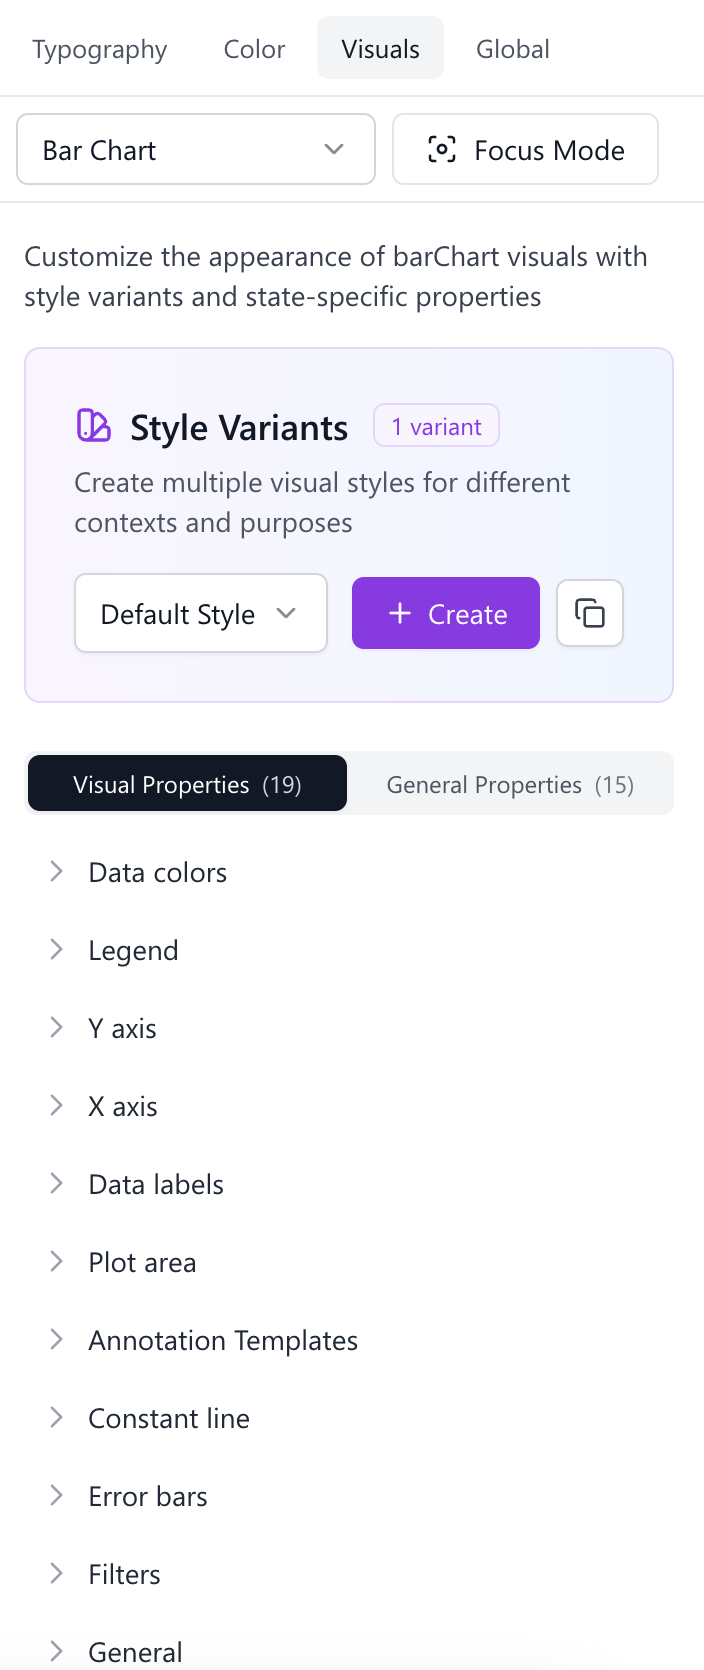 Typography Color Visuals Global
Bar Chart Focus Mode
Customize the appearance of barChart visuals with
style variants and state-specific properties
Style Variants 1 variant
Create multiple visual styles for different
contexts and purposes
Default Style + Create
Visual Properties (19) General Properties (15)
Data colors
Legend
Y axis
X axis
Data labels
Plot area
Annotation Templates
Constant line
Error bars
Filters
General